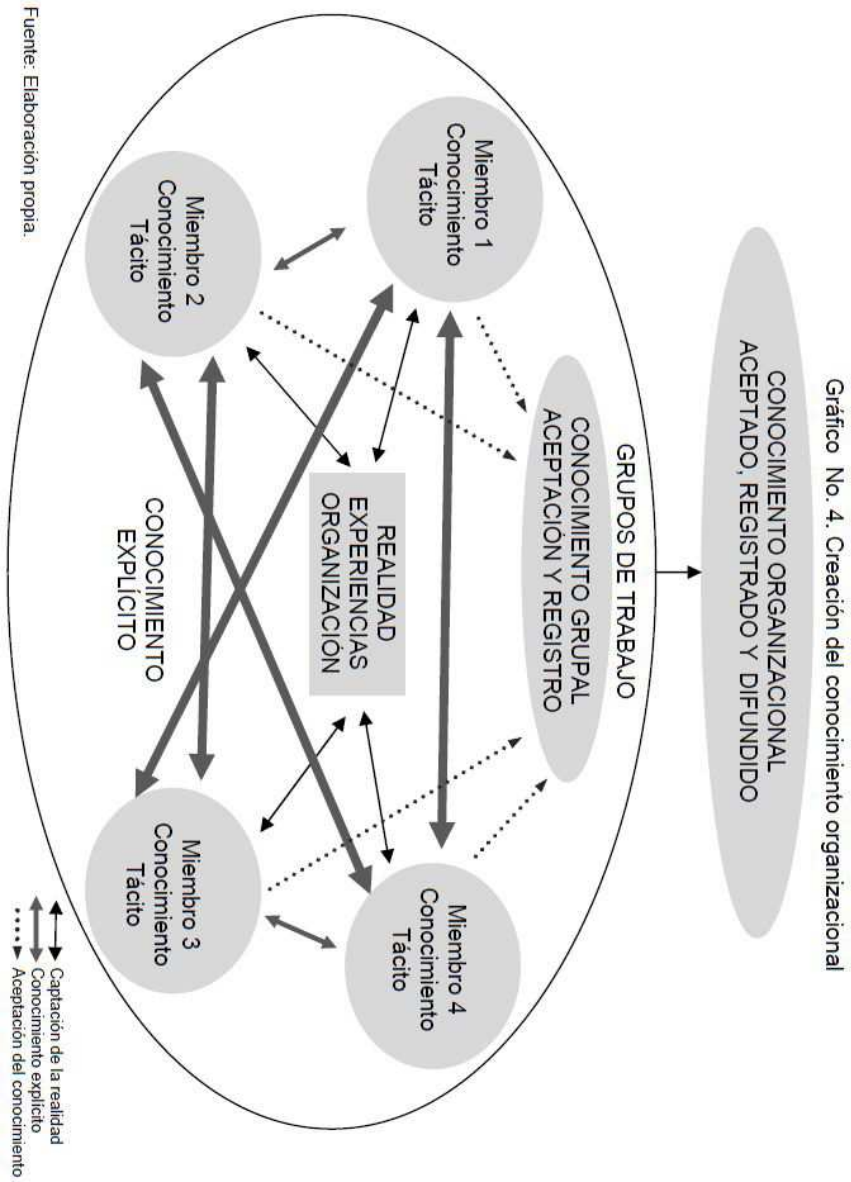 Gráfico No. 4. Creación del conocimiento organizacional
CONOCIMIENTO ORGANIZACIONAL
ACEPTADO, REGISTRADO Y DIFUNDIDO
GRUPOS DE TRABAJO
CONOCIMIENTO GRUPAL
ACEPTACIÓN Y REGISTRO
Miembro 1
Conocimiento
Tácito
Miembro 4
Conocimiento
Tácito
REALIDAD
EXPERIENCIAS
ORGANIZACIÓN
Miembro 2
Conocimiento
Tácito
CONOCIMIENTO
EXPLÍCITO
Miembro 3
Conocimiento
Tácito
Captación de la realidad
Conocimiento explícito
Aceptación del conocimiento
Fuente: Elaboración propia.